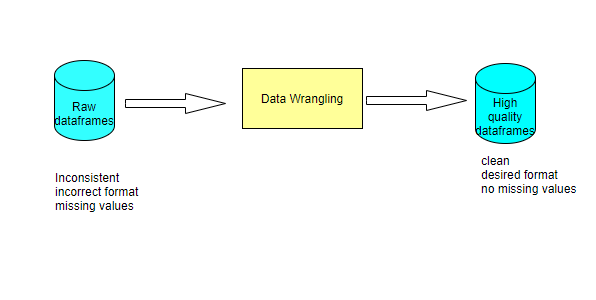 Raw
dataframes
Data Wrangling
High
quality
dataframes
Inconsistent
incorrect format
missing values
clean
desired format
no missing values